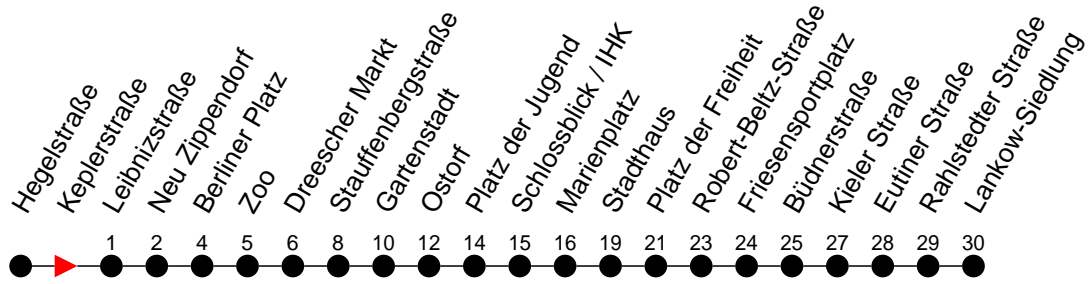 Hegelstraße
Keplerstraße
Leibnizstraße
Neu Zippendorf
Berliner Platz
Zoo
Dreescher Markt
Stauffenbergstraße
Gartenstadt
Ostorf
Platz der Jugend
Schlossblick / IHK
Marienplatz
Stadthaus
Platz der Freiheit
Robert-Beltz-Straße
Friesensportplatz
Büdnerstraße
Kieler Straße
Eutiner Straße
Rahlstedter Straße
Lankow-Siedlung
1 2 4 5 6 8 10 12 14 15 16 19 21 23 24 25 27 28 29 30